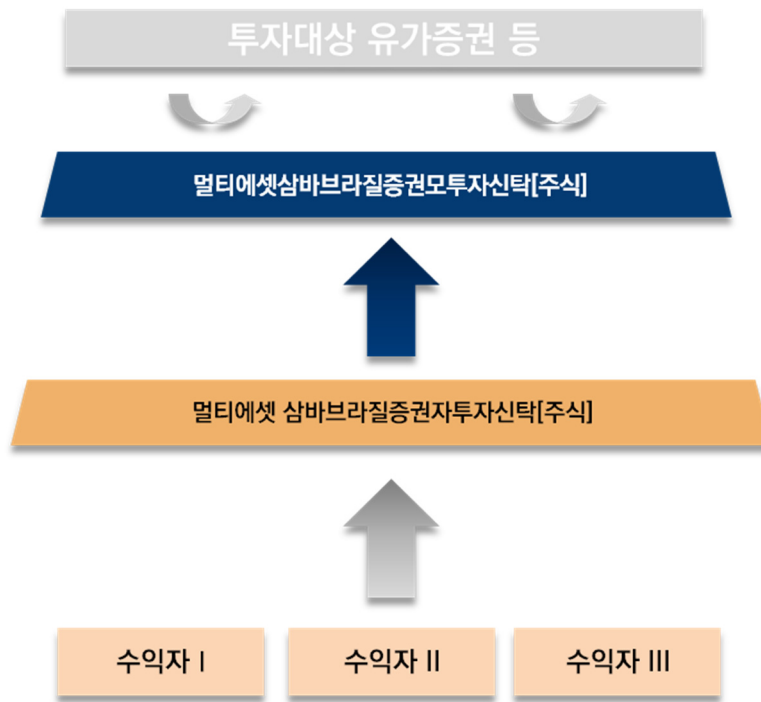 투자대상 유가증권 등
멀티에셋삼바브라질증권모투자신탁[주식]
멀티에셋 삼바브라질증권자투자신탁[주식]
수익자 I
수익자 II
수익자 III